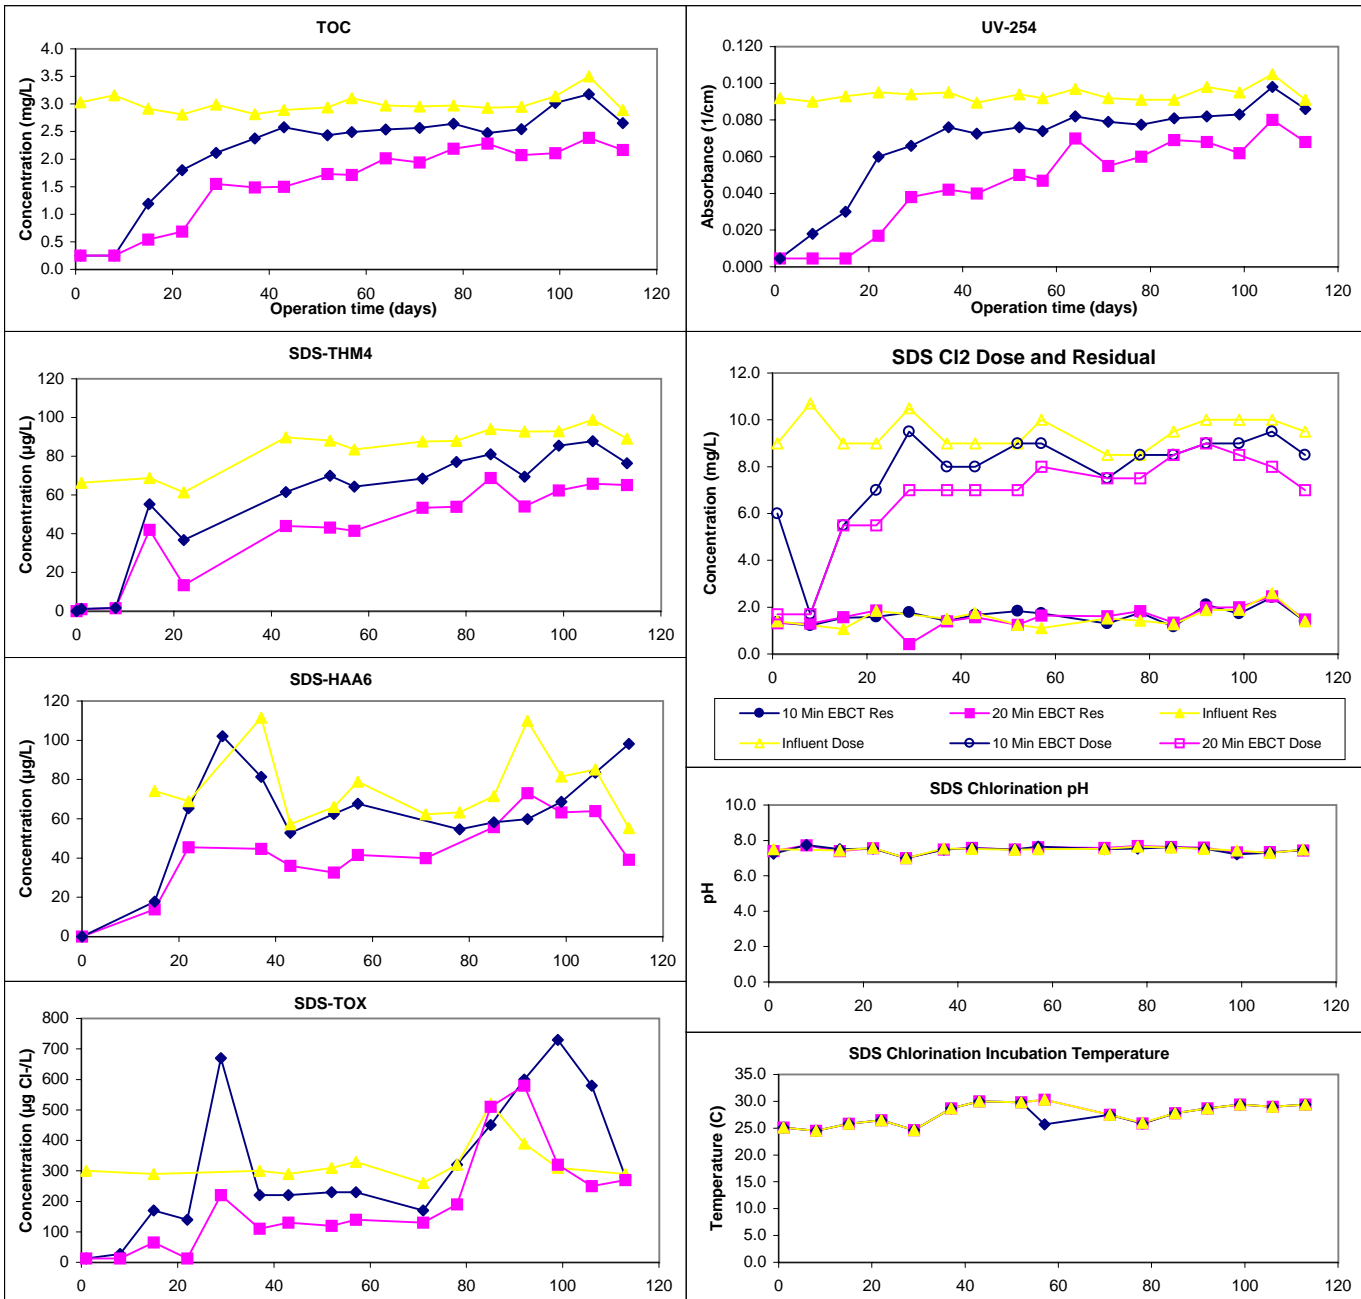 TOC
Concentration (mg/L)
4.0
3.5
3.0
2.5
2.0
1.5
1.0
0.5
0.0
0 20 40 60 80 100 120
Operation time (days)
UV-254
Absorbance (1/cm)
0.120
0.100
0.080
0.060
0.040
0.020
0.000
0 20 40 60 80 100 120
Operation time (days)
SDS-THM4
Concentration (µg/L)
120
100
80
60
40
20
0
0 20 40 60 80 100 120
SDS Cl2 Dose and Residual
Concentration (mg/L)
12.0
10.0
8.0
6.0
4.0
2.0
0.0
0 20 40 60 80 100 120
10 Min EBCT Res 20 Min EBCT Res Influent Res
Influent Dose 10 Min EBCT Dose 20 Min EBCT Dose
SDS-HAA6
Concentration (µg/L)
120
100
80
60
40
20
0
0 20 40 60 80 100 120
SDS Chlorination pH
pH
10.0
8.0
6.0
4.0
2.0
0.0
0 20 40 60 80 100 120
SDS-TOX
Concentration (µg Cl-/L)
800
700
600
500
400
300
200
100
0
0 20 40 60 80 100 120
SDS Chlorination Incubation Temperature
Temperature (C)
35.0
30.0
25.0
20.0
15.0
10.0
5.0
0.0
0 20 40 60 80 100 120